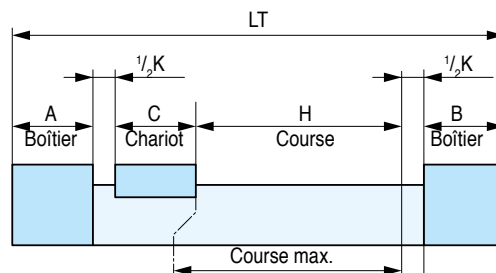 LT
½K ½K
A C H B
Boîtier Chariot Course Boîtier
Course max.